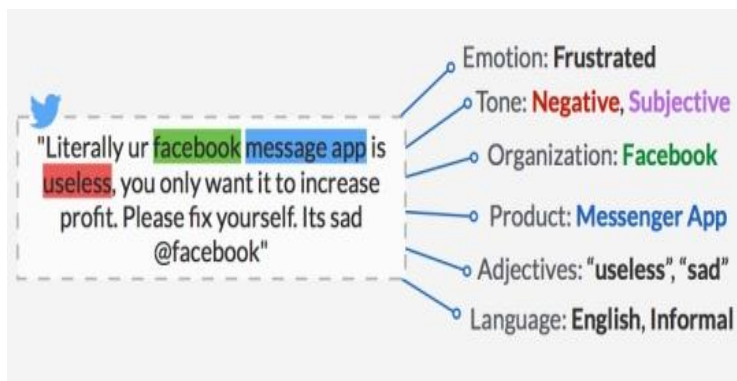 "Literally ur facebook message app is
useless, you only want it to increase
profit. Please fix yourself. Its sad
@facebook"
Emotion: Frustrated
Tone: Negative, Subjective
Organization: Facebook
Product: Messenger App
Adjectives: “useless”, “sad”
Language: English, Informal